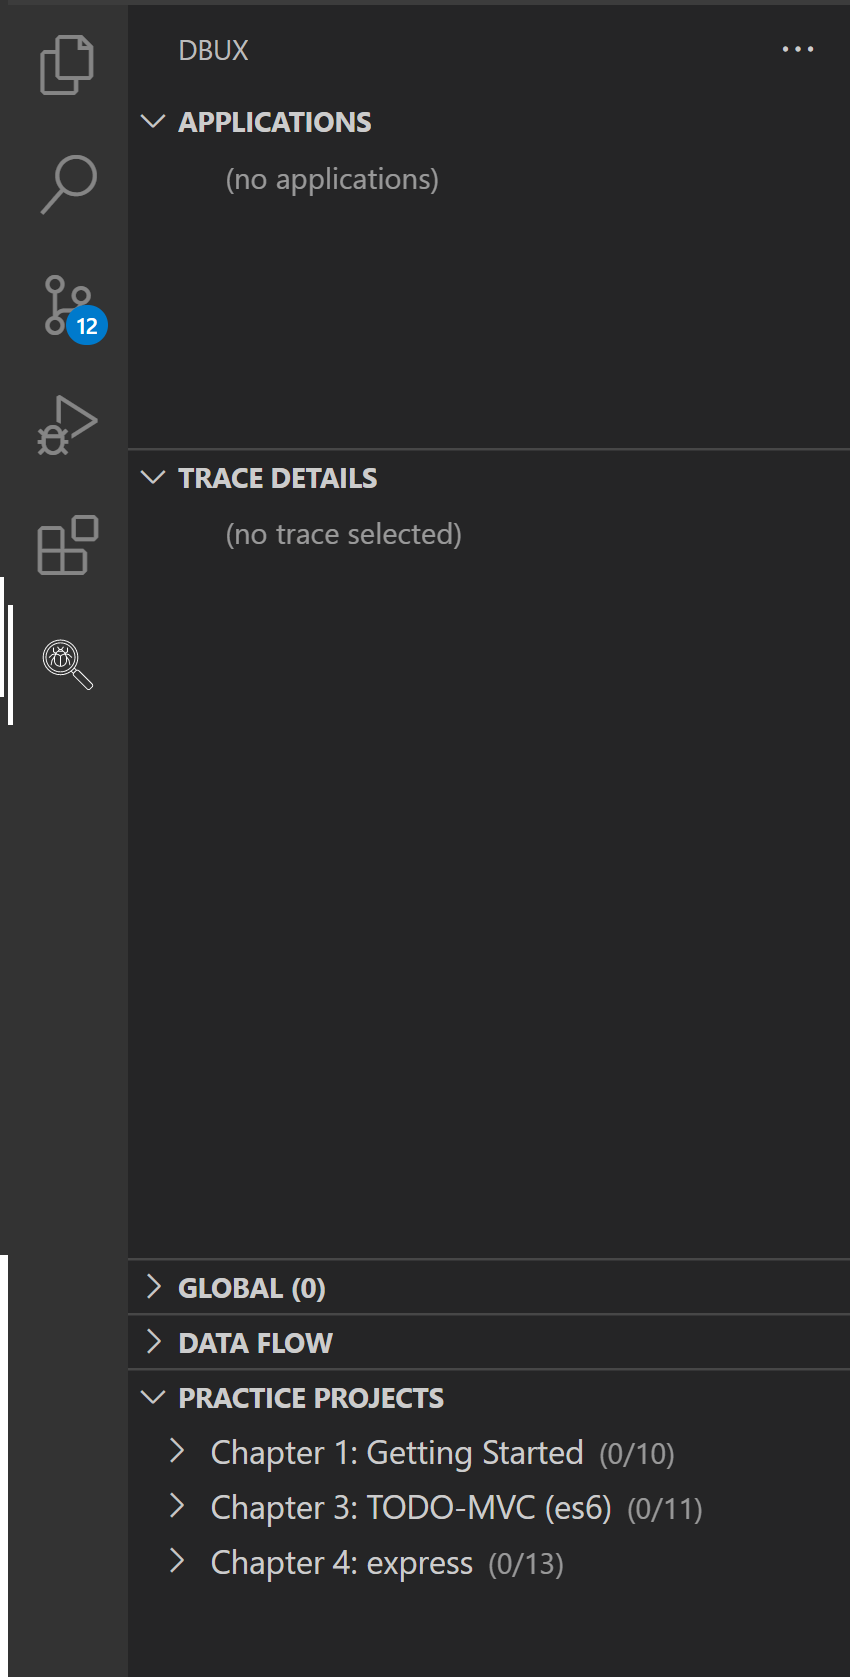 DBUX
APPLICATIONS
(no applications)
12
TRACE DETAILS
(no trace selected)
GLOBAL (0)
DATA FLOW
PRACTICE PROJECTS
Chapter 1: Getting Started (0/10)
Chapter 3: TODO-MVC (es6) (0/11)
Chapter 4: express (0/13)